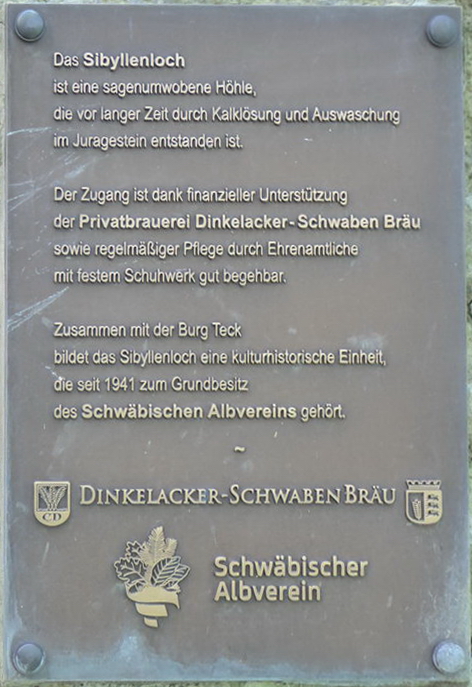 Das Sibyllenloch
ist eine sagenumwobene Höhle,
die vor langer Zeit durch Kalklösung und Auswaschung
im Juragestein entstanden ist.
Der Zugang ist dank finanzieller Unterstützung
der Privatbrauerei Dinkelacker-Schwaben Bräu
sowie regelmäßiger Pflege durch Ehrenamtliche
mit festem Schuhwerk gut begehbar.
Zusammen mit der Burg Teck
bildet das Sibyllenloch eine kulturhistorische Einheit,
die seit 1941 zum Grundbesitz
des Schwäbischen Albvereins gehört.
~
CD DINKELACKER-SCHWABEN BRÄU
Schwäbischer
Albverein